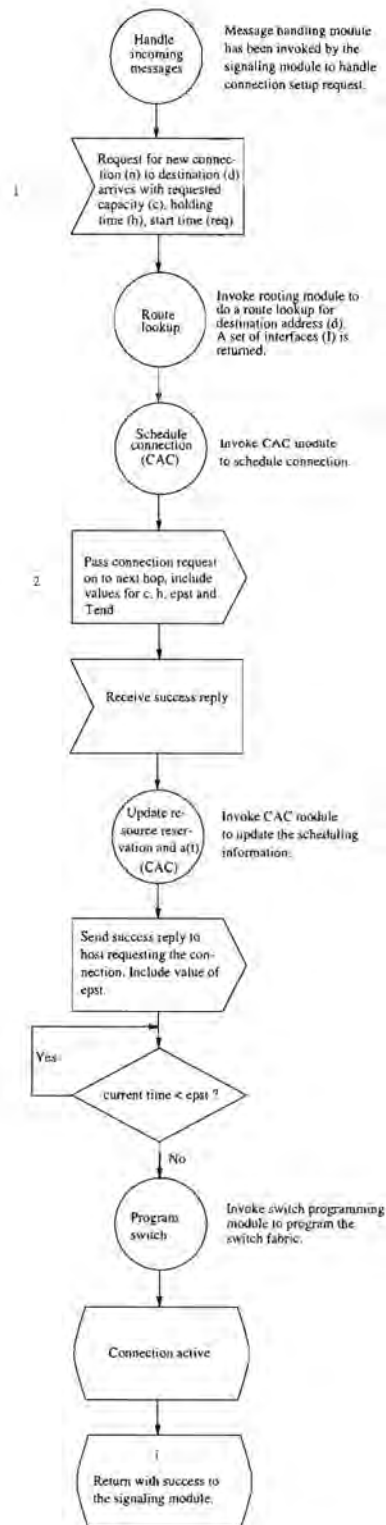 Handle
incoming
messages
Message handling module
has been invoked by the
signaling module to handle
connection setup request.
1
Request for new connec-
tion (n) to destination (d)
arrives with requested
capacity (c), holding
time (h), start time (req)
Route
lookup
Invoke routing module to
do a route lookup for
destination address (d).
A set of interfaces (I) is
returned.
Schedule
connection
(CAC)
Invoke CAC module
to schedule connection.
2
Pass connection request
on to next hop, include
values for c, h, epst and
Tend
Receive success reply
Update re-
source reser-
vation and a(t)
(CAC)
Invoke CAC module
to update the scheduling
information.
Send success reply to
host requesting the con-
nection. Include value of
epst.
Yes
current time < epst ?
No
Program
switch
Invoke switch programming
module to program the
switch fabric.
Connection active
Return with success to
the signaling module.